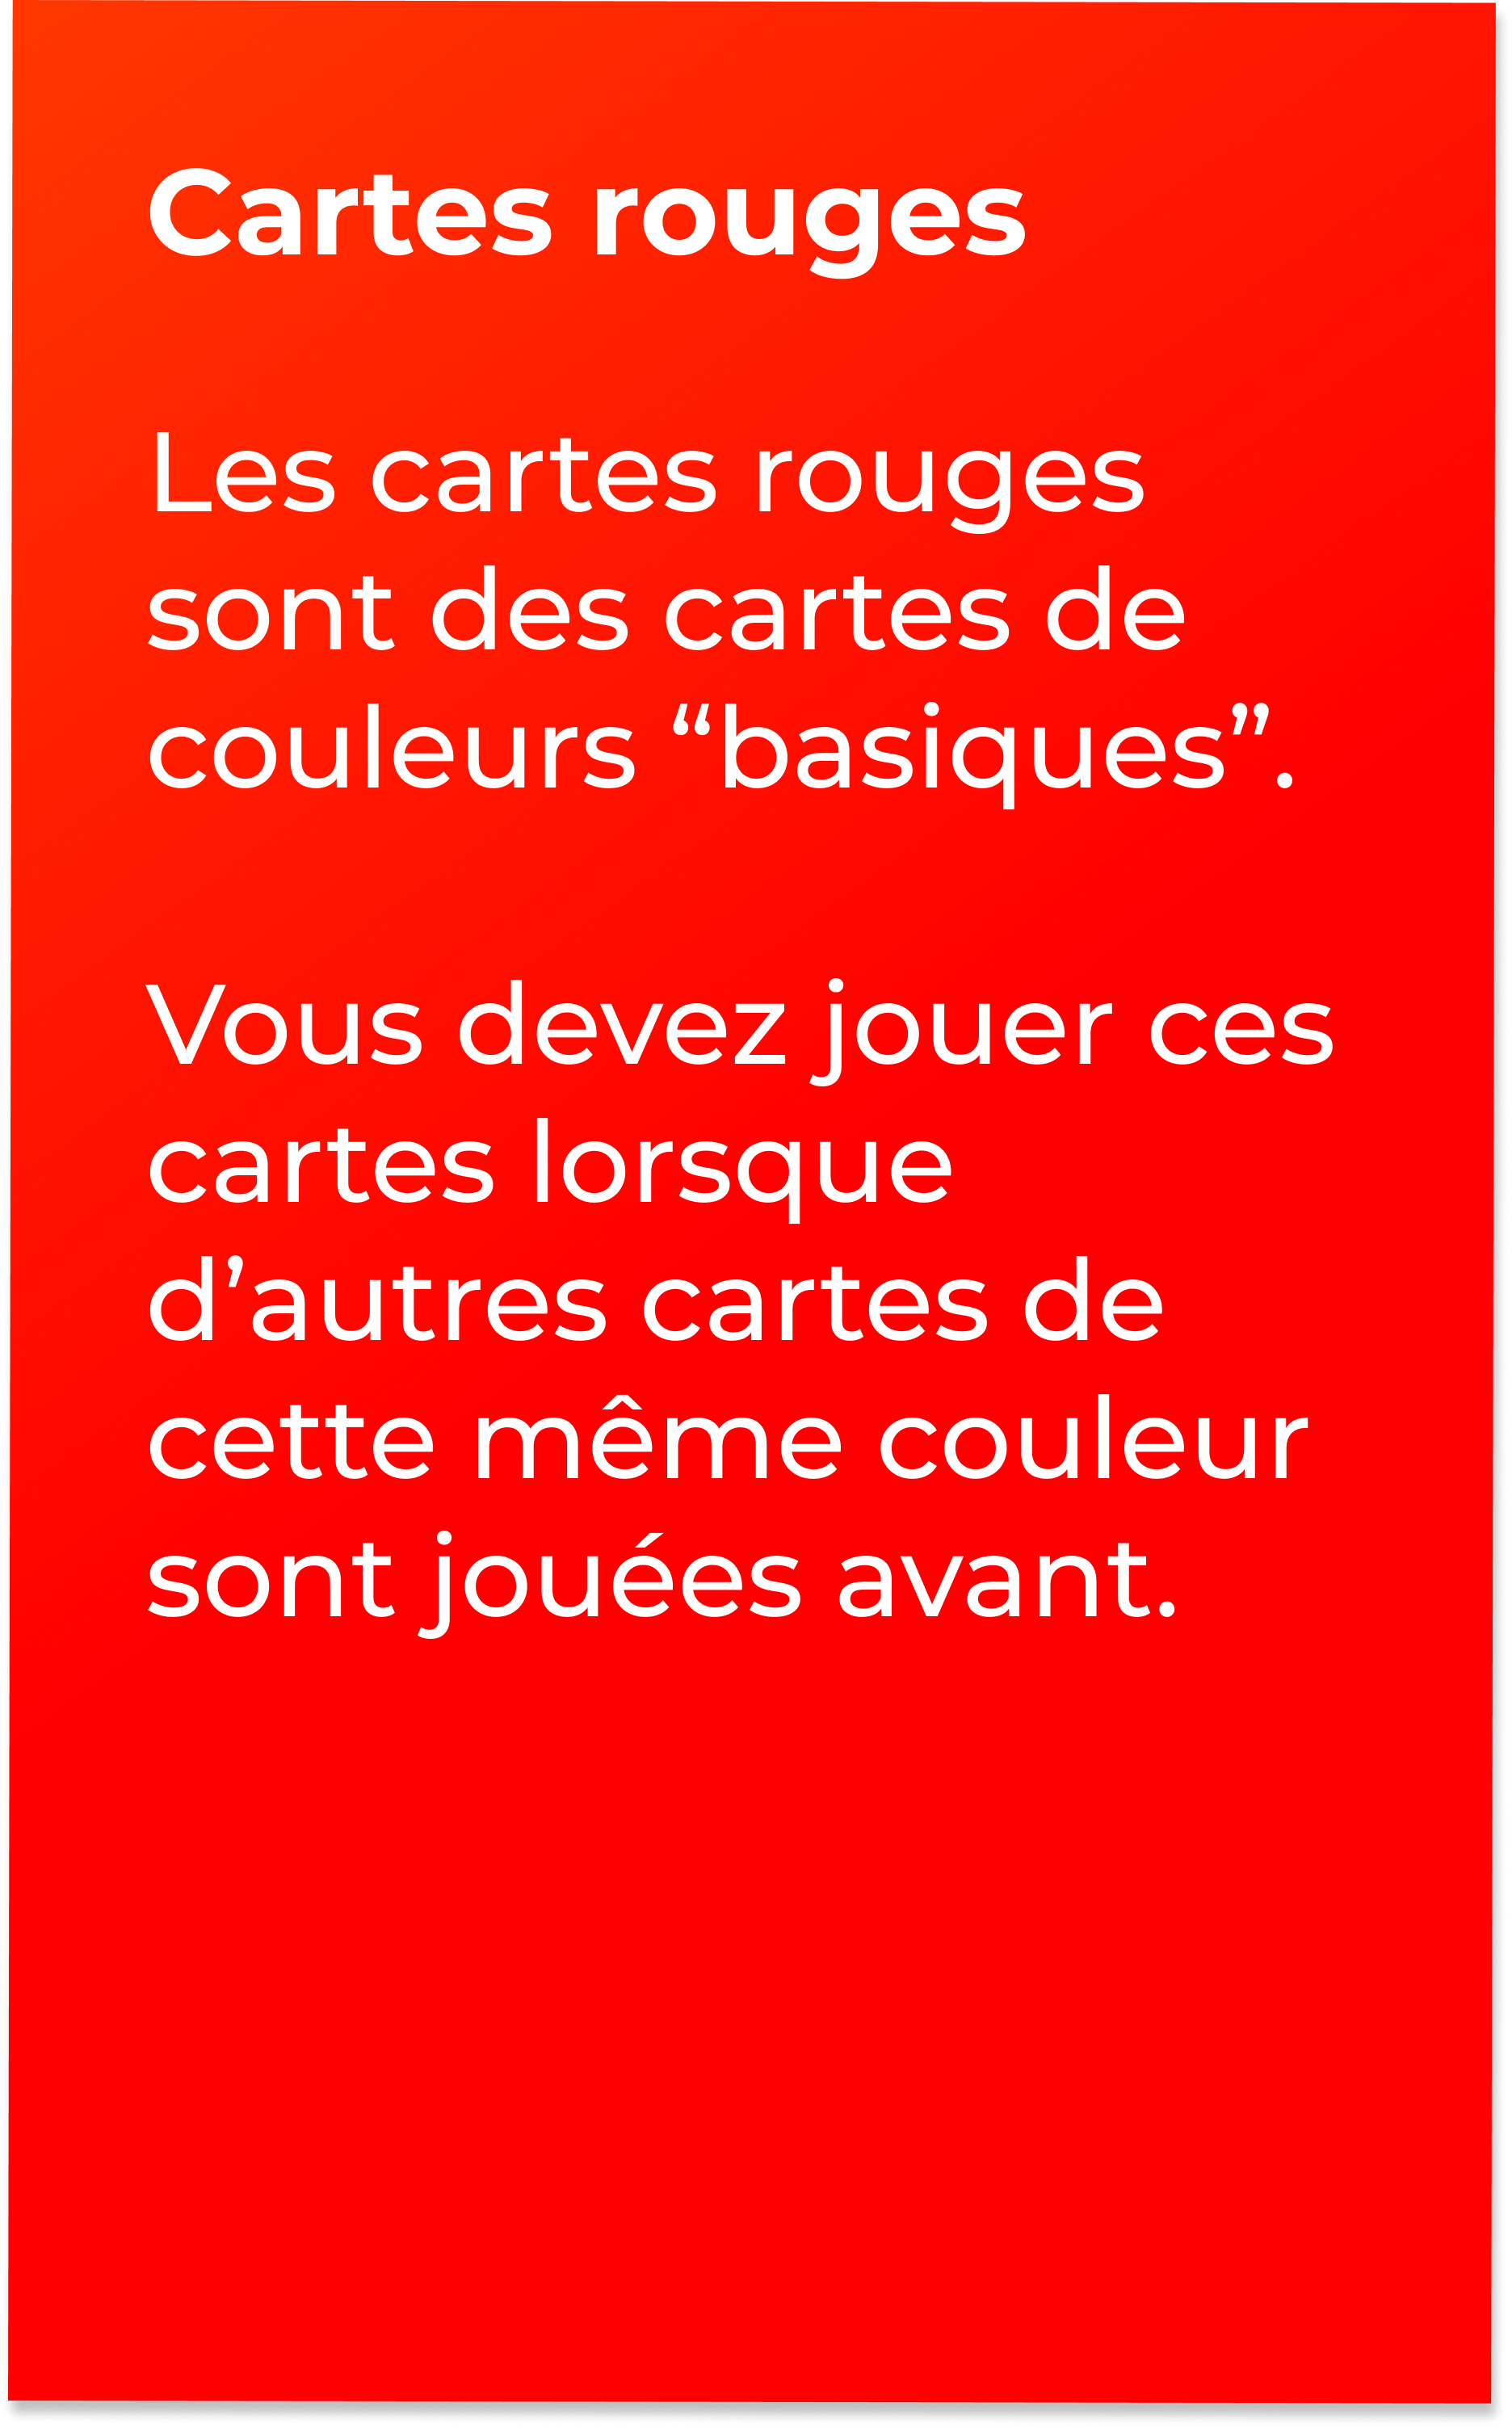 Cartes rouges
Les cartes rouges
sont des cartes de
couleurs “basiques”.
Vous devez jouer ces
cartes lorsque
d’autres cartes de
cette même couleur
sont jouées avant.